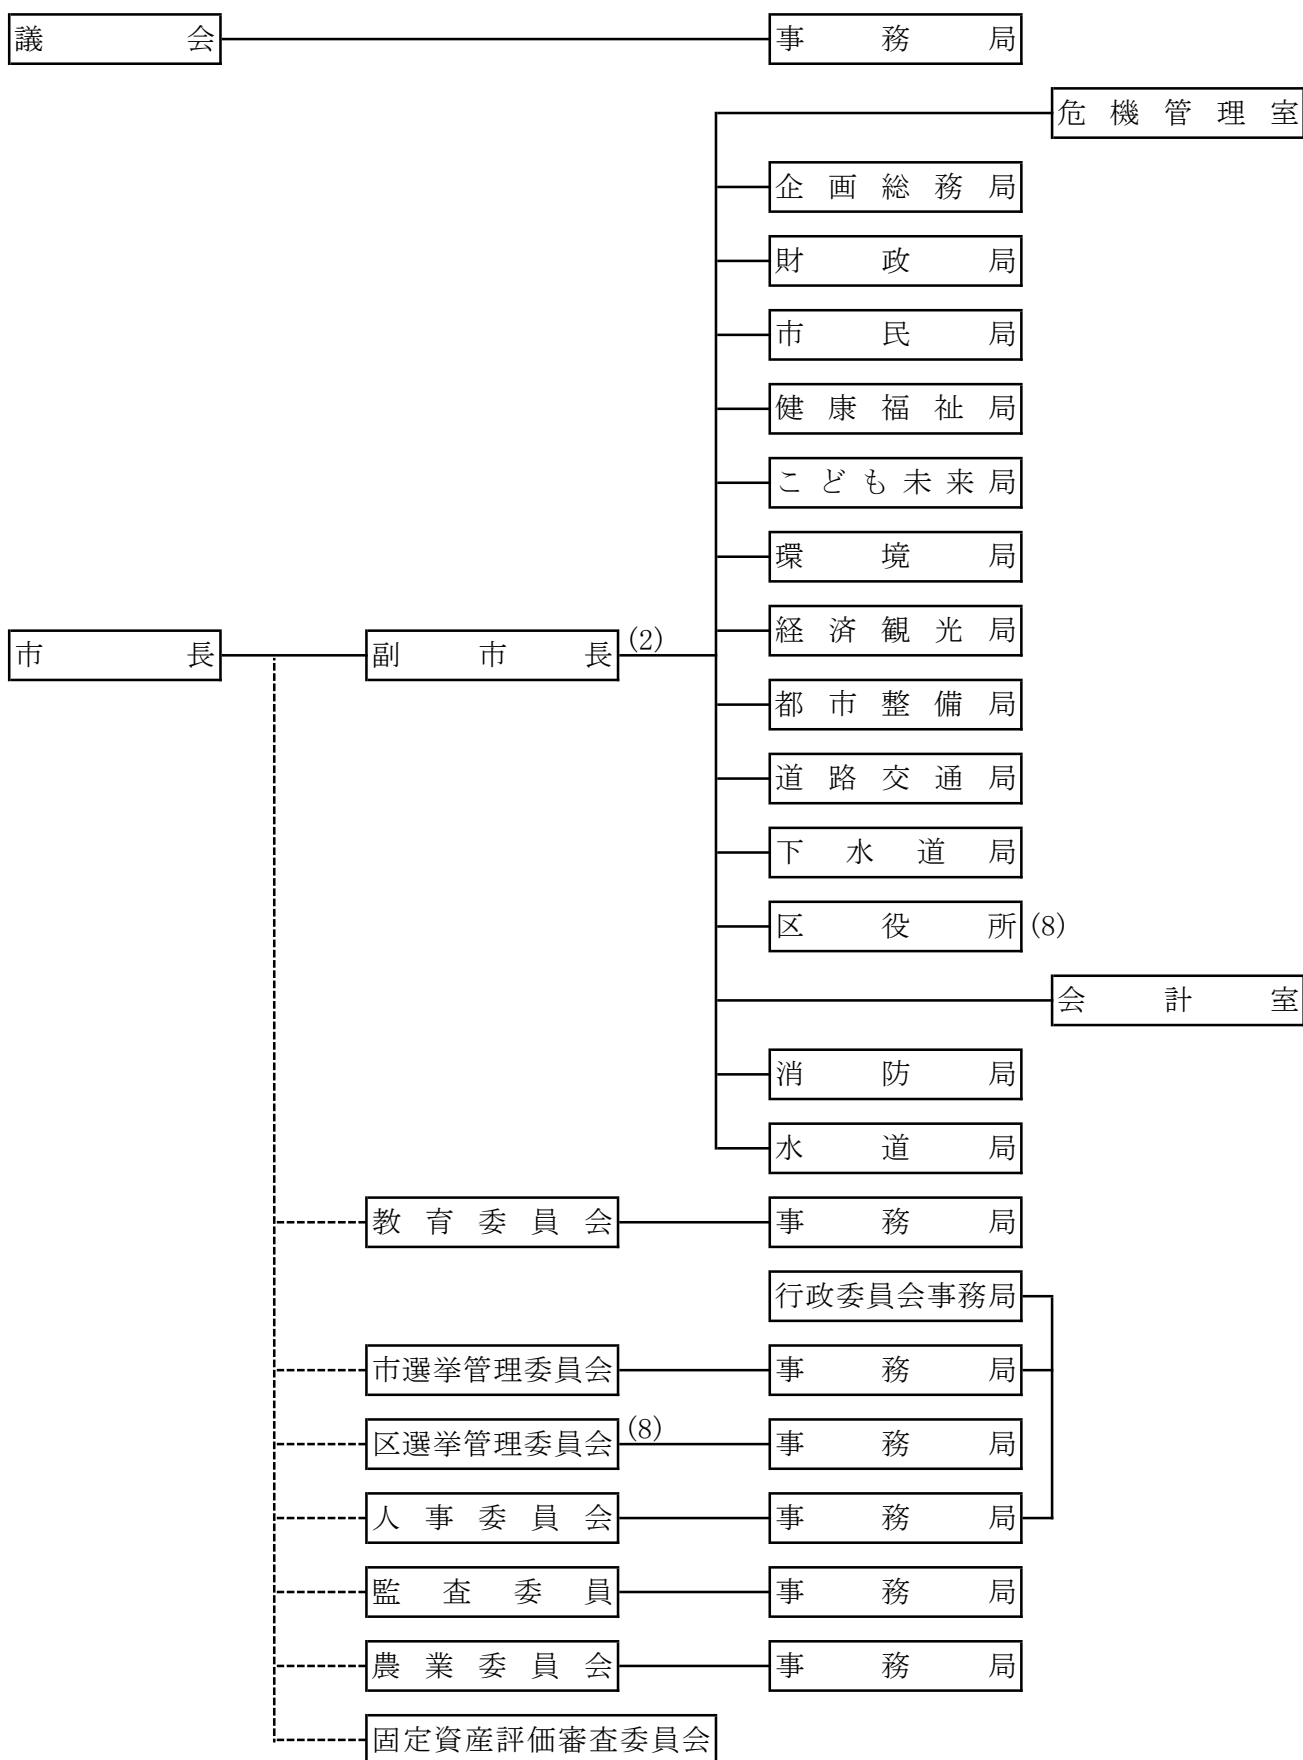 議会 事務局
危機管理室
企画総務局
財政局
市民局
健康福祉局
こども未来局
環境局
経済観光局
市長 副市長 (2)
都市整備局
道路交通局
下水道局
区役所 (8)
会計室
消防局
水道局
教育委員会 事務局
行政委員会事務局
市選挙管理委員会 事務局
区選挙管理委員会 (8) 事務局
人事委員会 事務局
監査委員 事務局
農業委員会 事務局
固定資産評価審査委員会